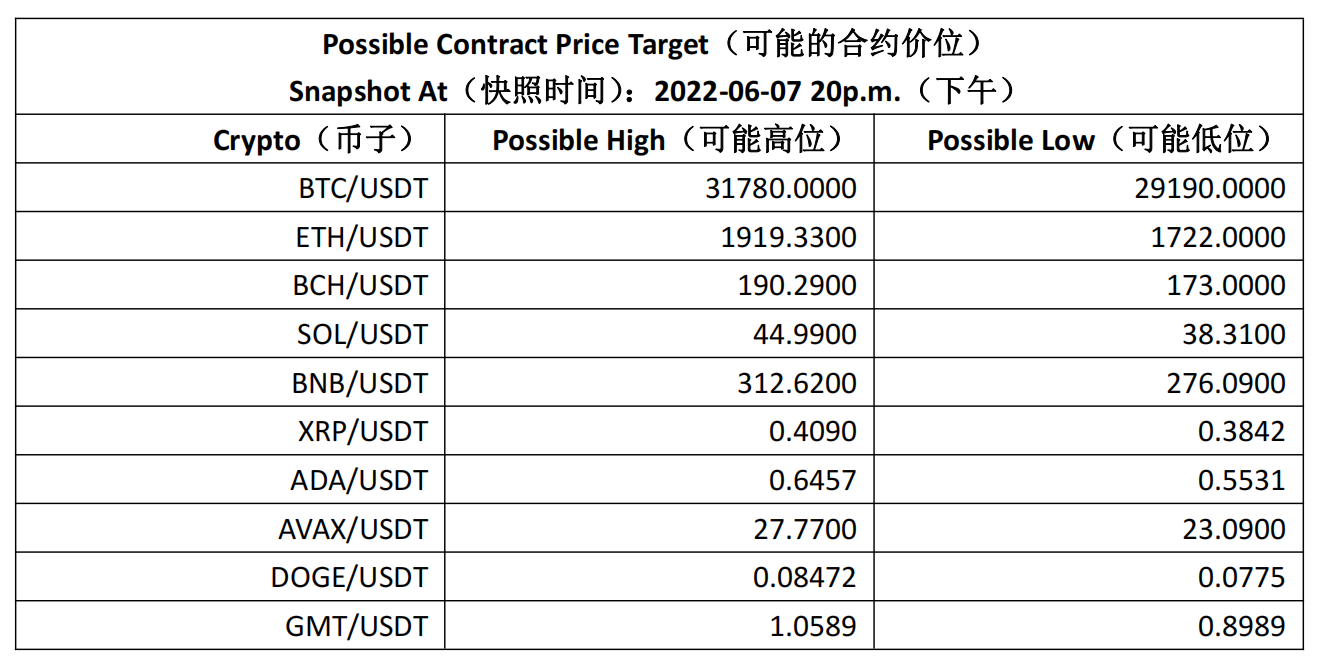 Possible Contract Price Target（可能的合约价位）
Snapshot At（快照时间）：2022-06-07 20p.m.（下午）
Crypto（币子） Possible High（可能高位） Possible Low（可能低位）
BTC/USDT 31780.0000 29190.0000
ETH/USDT 1919.3300 1722.0000
BCH/USDT 190.2900 173.0000
SOL/USDT 44.9900 38.3100
BNB/USDT 312.6200 276.0900
XRP/USDT 0.4090 0.3842
ADA/USDT 0.6457 0.5531
AVAX/USDT 27.7700 23.0900
DOGE/USDT 0.08472 0.0775
GMT/USDT 1.0589 0.8989